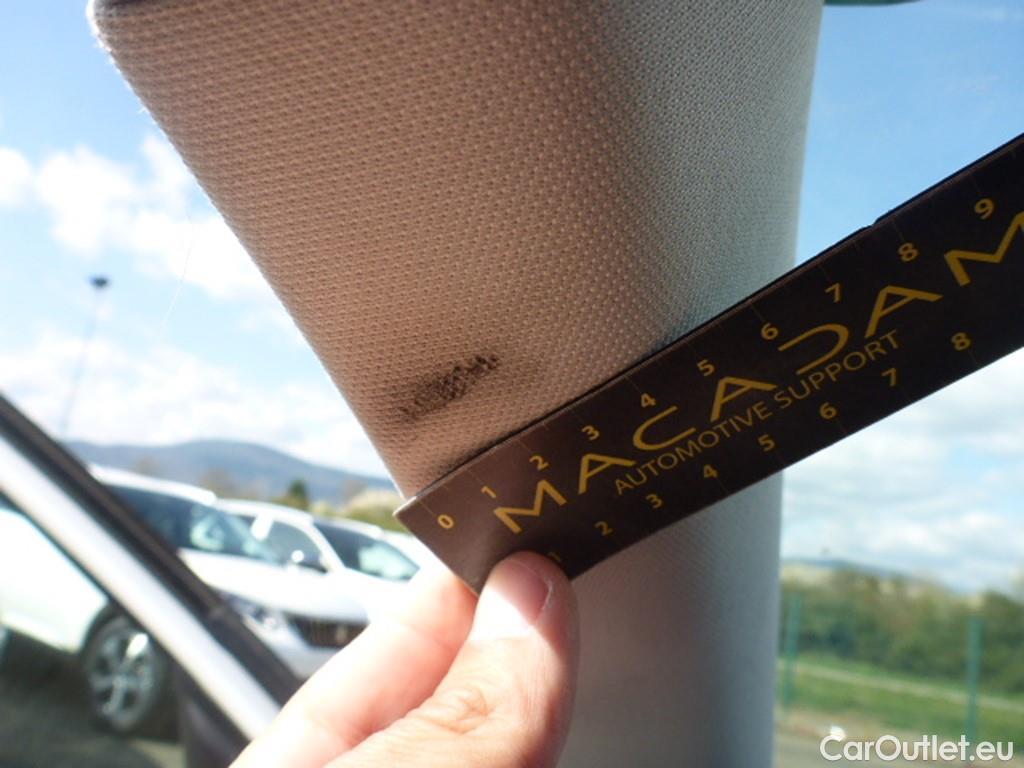 1 2 3 4 5 6 7 8 9
0
MACADAM
AUTOMOTIVE SUPPORT
1 2 3 4 5 6 7 8
CarOutlet.eu